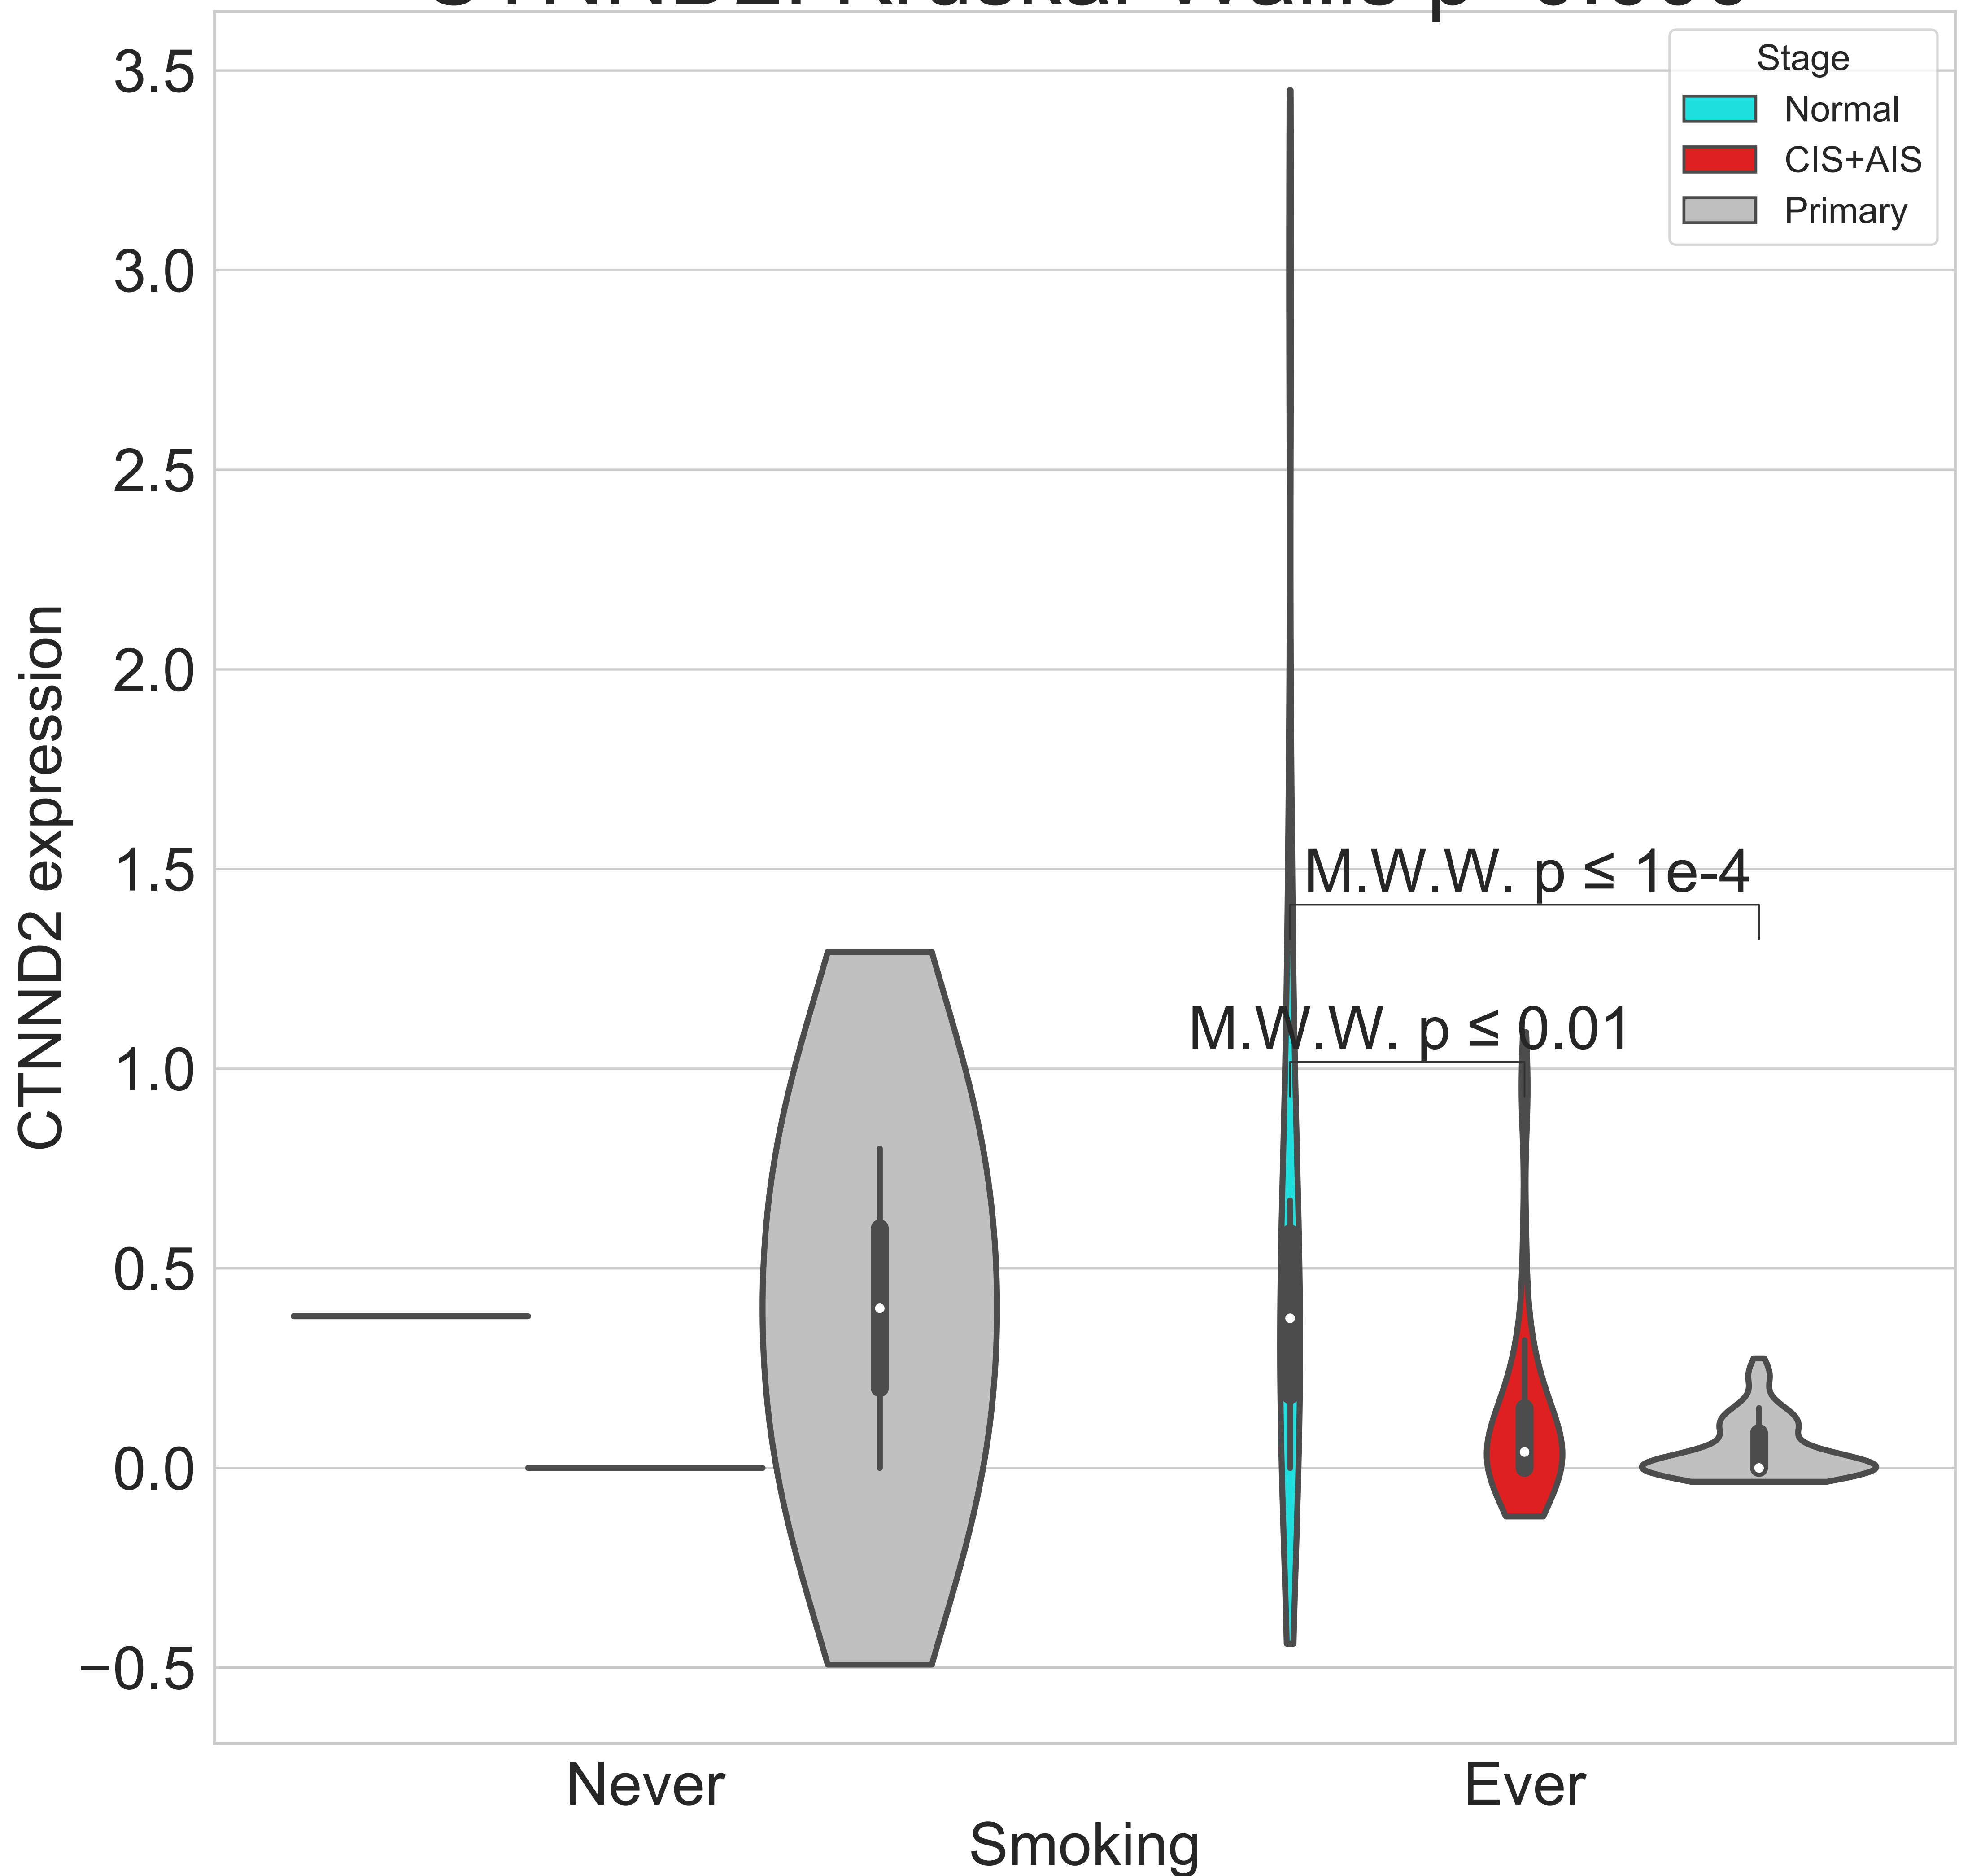 Stage
Normal
CIS+AIS
Primary
3.5
3.0
2.5
2.0
1.5
1.0
0.5
0.0
−0.5
CTNND2 expression
M.W.W. p ≤ 1e-4
M.W.W. p ≤ 0.01
Never
Ever
Smoking